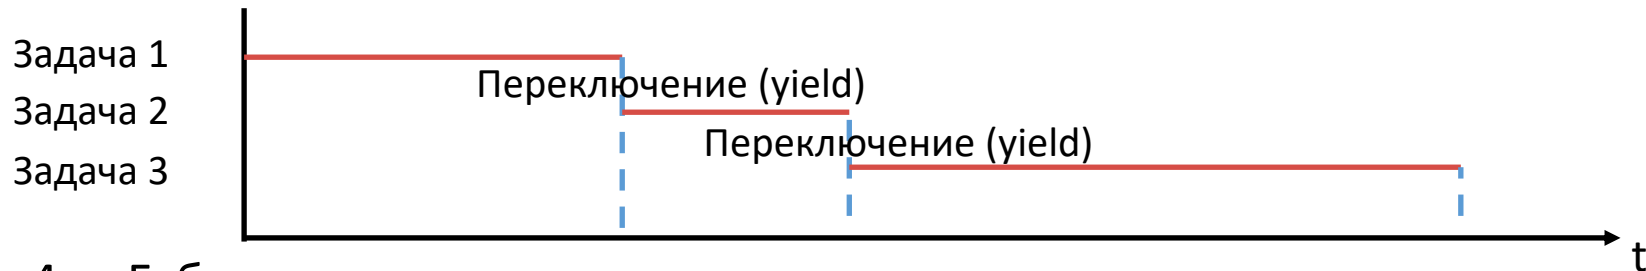 Задача 1
Переключение (yield)
Задача 2
Переключение (yield)
Задача 3
t